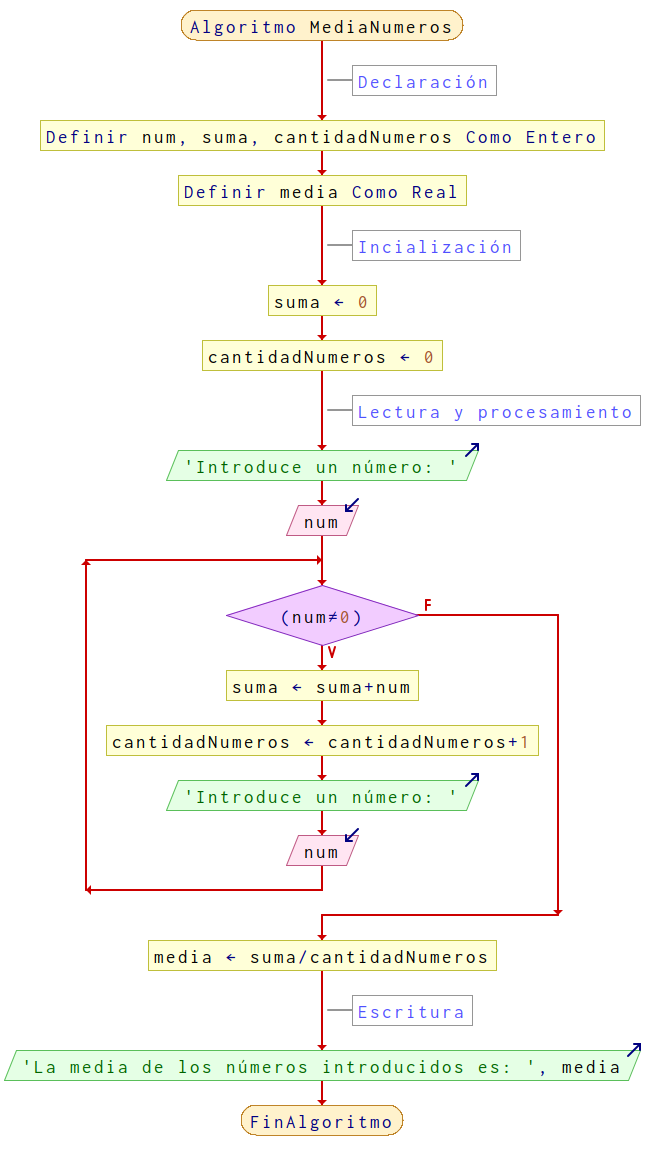 Algoritmo MediaNumeros
Declaración
Definir num, suma, cantidadNumeros Como Entero
Definir media Como Real
Incialización
suma ← 0
cantidadNumeros ← 0
Lectura y procesamiento
'Introduce un número: '
num
(num≠0)
F
V
suma ← suma+num
cantidadNumeros ← cantidadNumeros+1
'Introduce un número: '
num
media ← suma/cantidadNumeros
Escritura
'La media de los números introducidos es: ', media
FinAlgoritmo